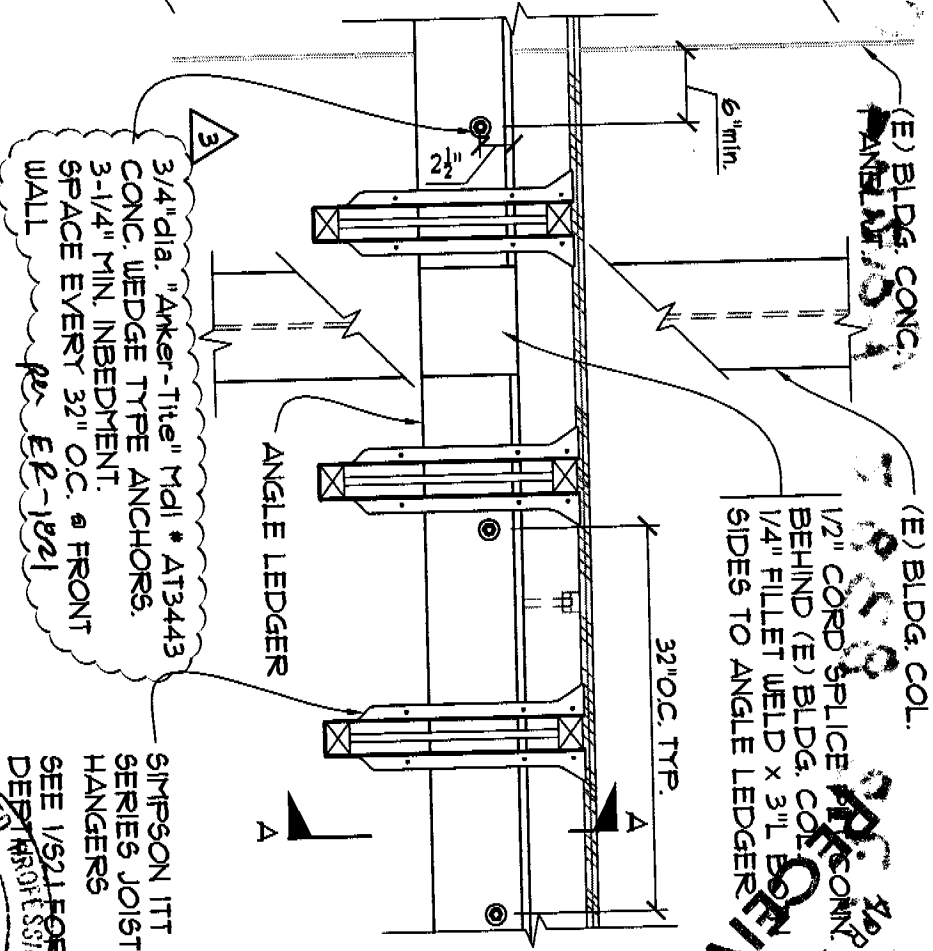 (E) BLDG. CONC.
(E) BLDG. COL.
1/2" CORD SPLICE CONN.
BEHIND (E) BLDG. COL.
1/4" FILLET WELD x 3"L
SIDES TO ANGLE LEDGER
6"min.
2½"
32"O.C. TYP.
3
3/4"dia. "Anker-Tite" Mdl # AT3443
CONC. WEDGE TYPE ANCHORS.
3-1/4" MIN. INBEDMENT.
SPACE EVERY 32" O.C. @ FRONT
WALL per ER-1821
ANGLE LEDGER
A
A
SIMPSON ITT
SERIES JOIST
HANGERS
SEE 1/S2.1 FOR